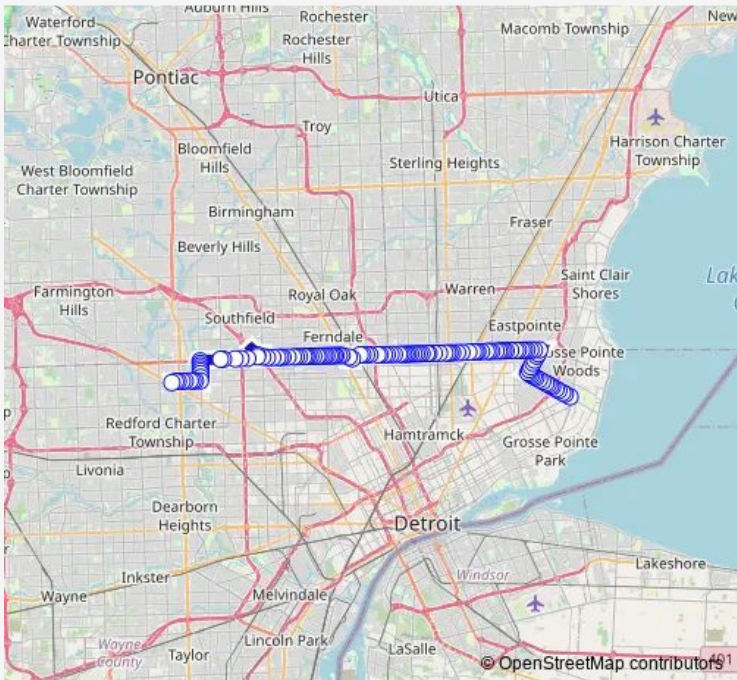 Auburn Hills
Waterford
Charter Township
Rochester
Rochester
Hills
Macomb Township
New
Pontiac
Utica
Troy
Harrison Charter
Township
Bloomfield
Hills
Sterling Heights
West Bloomfield
Charter Township
Birmingham
Fraser
Beverly Hills
Saint Clair
Shores
Lak
Farmington
Hills
Royal Oak
Warren
Southfield
Eastpointe
Ferndale
osse Pointe
Woods
Redford Charter
Township
Hamtramck
Grosse Pointe
Park
Livonia
Dearborn
Heights
Detroit
Inkster
Windsor
Lakeshore
Wayne
Melvindale
Wayne
County
Lincoln Park
LaSalle
Taylor
401
© OpenStreetMap contributors